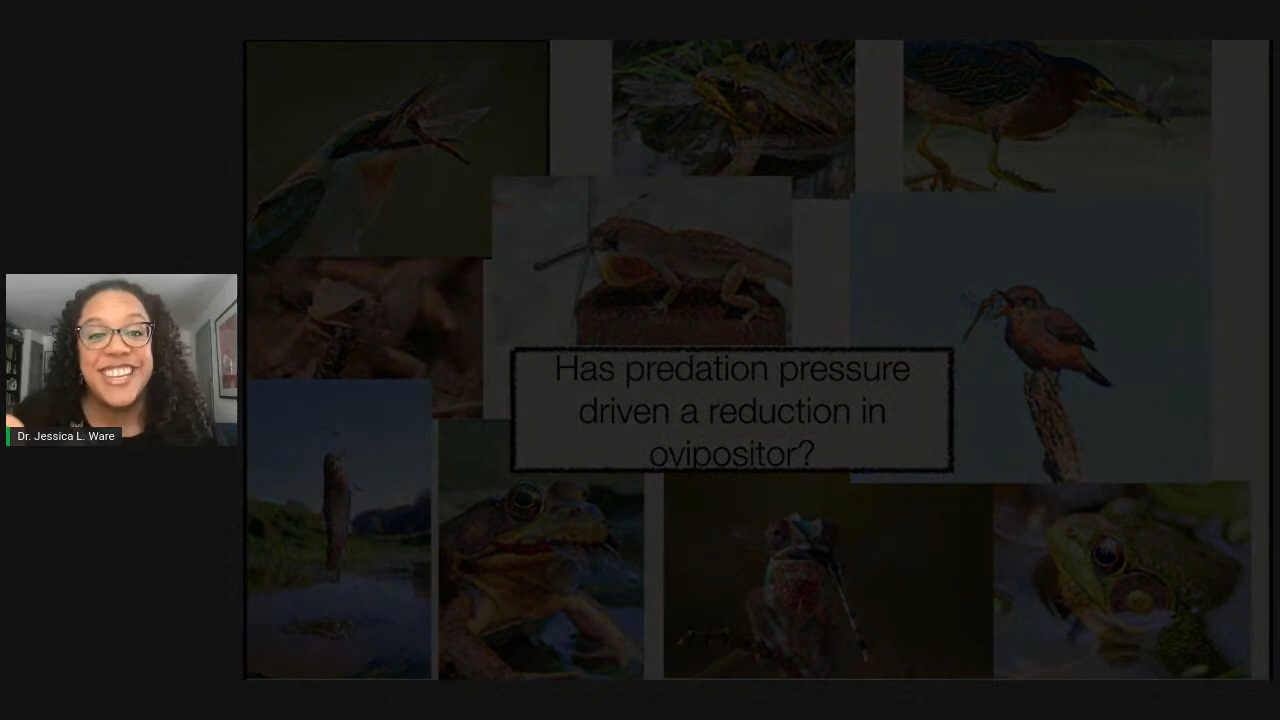 Has predation pressure
driven a reduction in
ovipositor?
Dr. Jessica L. Ware